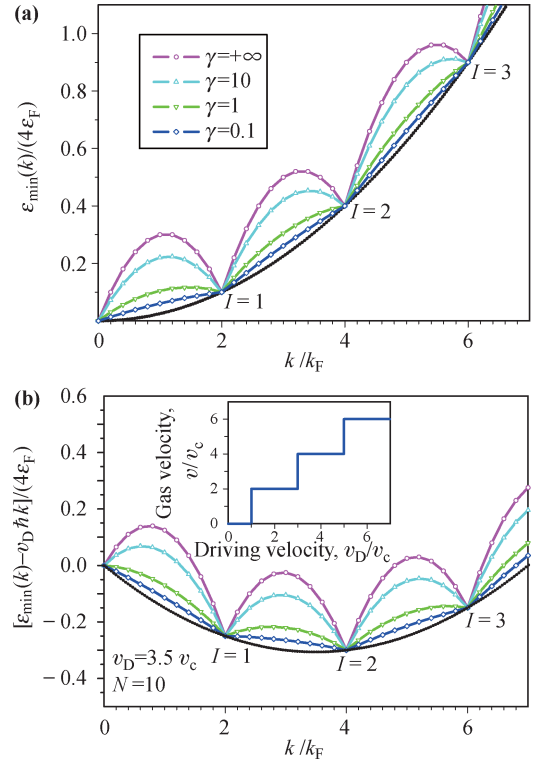 (a)
1.0
0.8
0.6
0.4
0.2
ε_min(k)/(4ε_F)
γ=+∞
γ=10
γ=1
γ=0.1
I=1
I=2
I=3
0 2 4 6
k/k_F
(b)
0.6
0.4
0.2
0.0
−0.2
−0.4
[ε_min(k)−v_D ħk]/(4ε_F)
Gas velocity,
v/v_c
6
4
2
0
0 2 4 6
Driving velocity, v_D/v_c
I=1
I=2
I=3
v_D=3.5 v_c
N=10
0 2 4 6
k/k_F